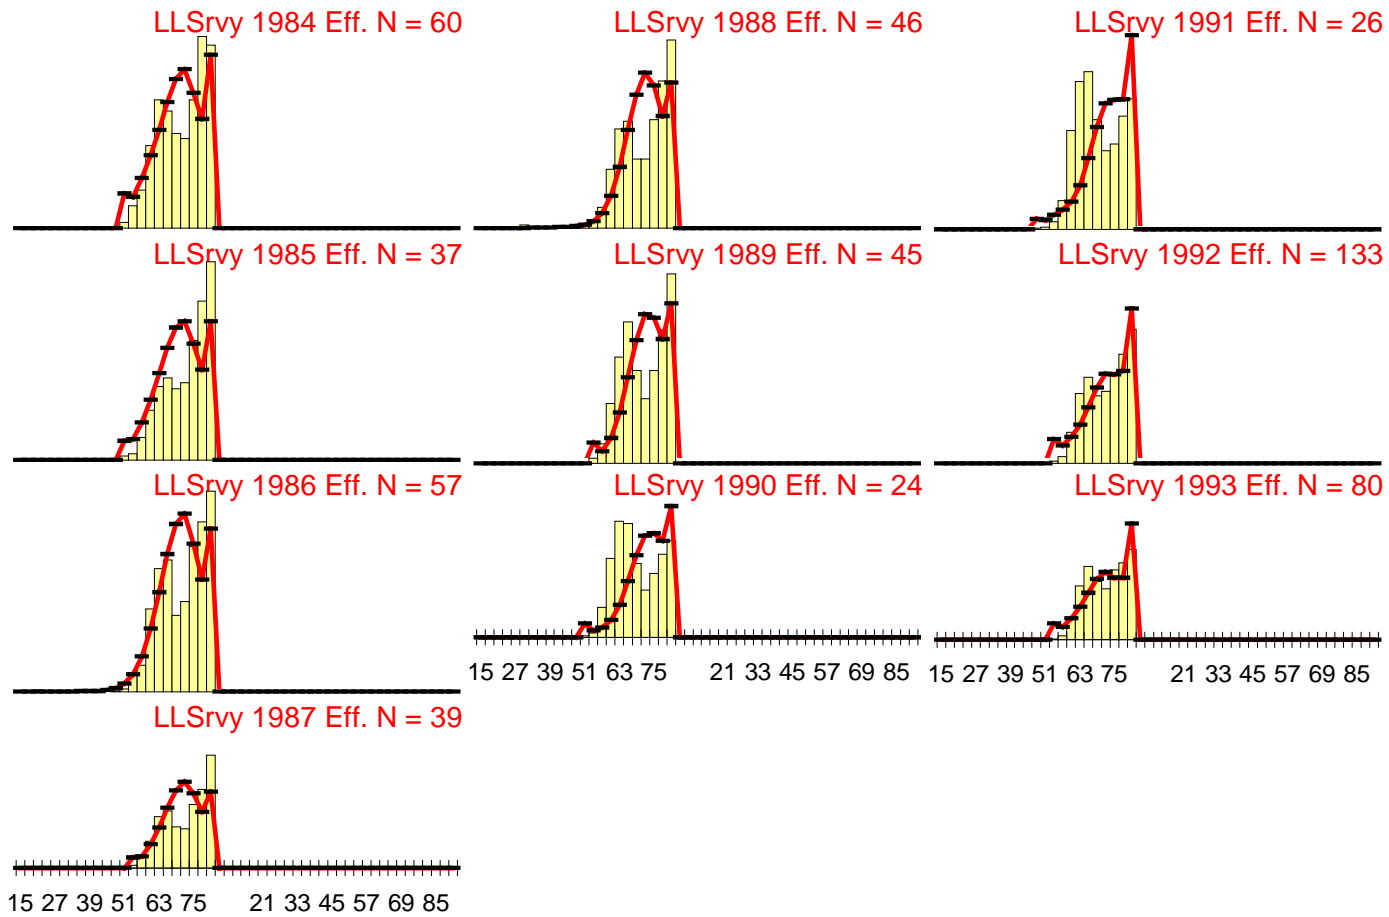 LLSrvy 1984 Eff. N = 60
LLSrvy 1988 Eff. N = 46
LLSrvy 1991 Eff. N = 26
LLSrvy 1985 Eff. N = 37
LLSrvy 1989 Eff. N = 45
LLSrvy 1992 Eff. N = 133
LLSrvy 1986 Eff. N = 57
LLSrvy 1990 Eff. N = 24
LLSrvy 1993 Eff. N = 80
15 27 39 51 63 75 21 33 45 57 69 85
15 27 39 51 63 75 21 33 45 57 69 85
LLSrvy 1987 Eff. N = 39
15 27 39 51 63 75 21 33 45 57 69 85